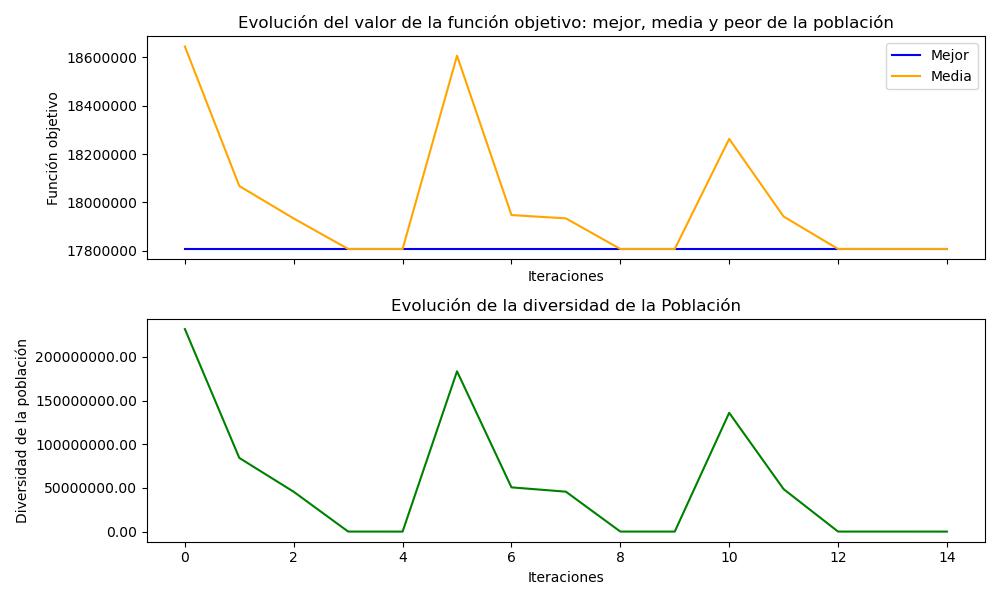 Evolución del valor de la función objetivo: mejor, media y peor de la población
Función objetivo
18600000
18400000
18200000
18000000
17800000
Mejor
Media
Iteraciones
Evolución de la diversidad de la Población
Diversidad de la población
200000000.00
150000000.00
100000000.00
50000000.00
0.00
0 2 4 6 8 10 12 14
Iteraciones